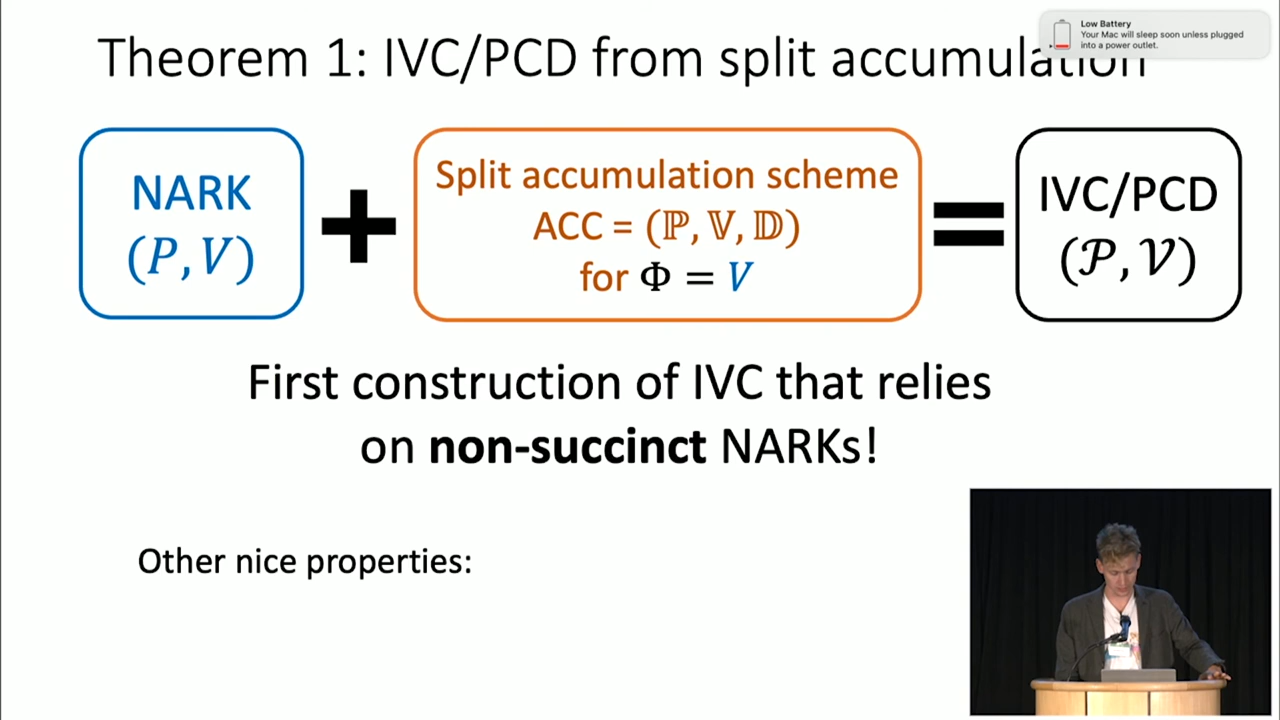 Low Battery
Your Mac will sleep soon unless plugged
into a power outlet.
Theorem 1: IVC/PCD from split accumulation
NARK
(P, V)
+
Split accumulation scheme
ACC = (ℙ, 𝕍, 𝔻)
for Φ = V
=
IVC/PCD
(𝒫, 𝒱)
First construction of IVC that relies
on non-succinct NARKs!
Other nice properties: